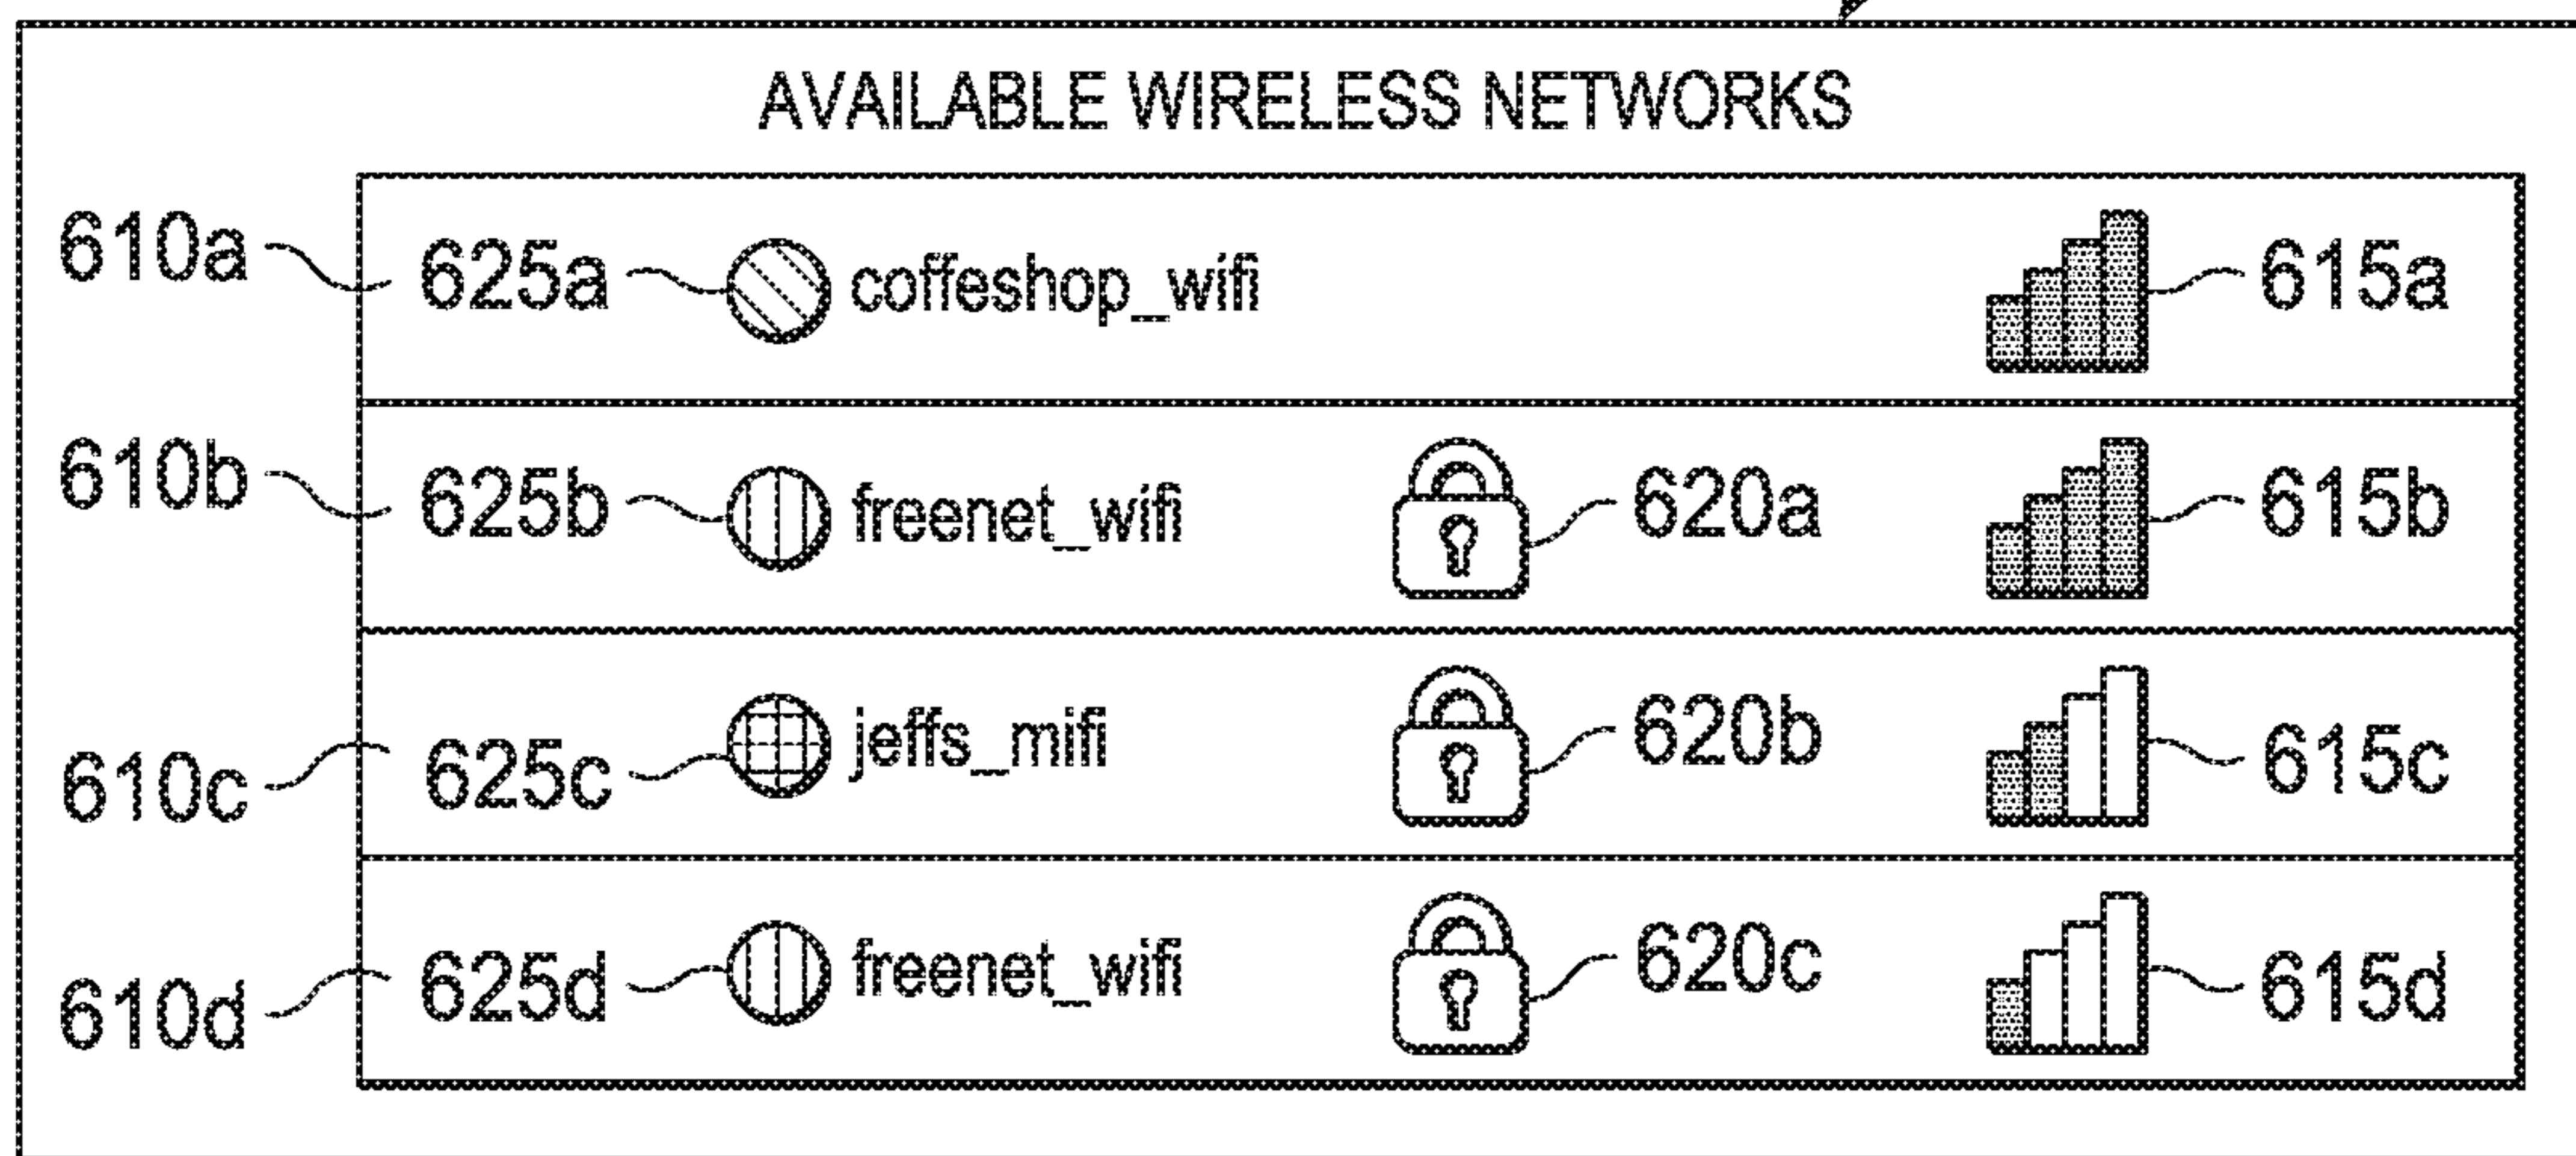 AVAILABLE WIRELESS NETWORKS
610a 625a coffeshop_wifi 615a
610b 625b freenet_wifi 620a 615b
610c 625c jeffs_mifi 620b 615c
610d 625d freenet_wifi 620c 615d